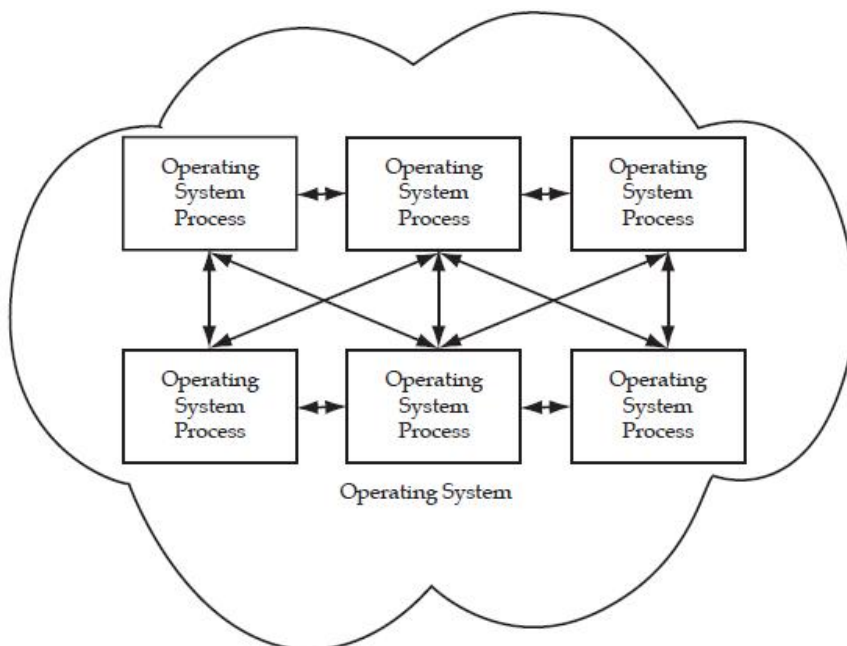 Operating
System
Process
Operating
System
Process
Operating
System
Process
Operating
System
Process
Operating
System
Process
Operating
System
Process
Operating System